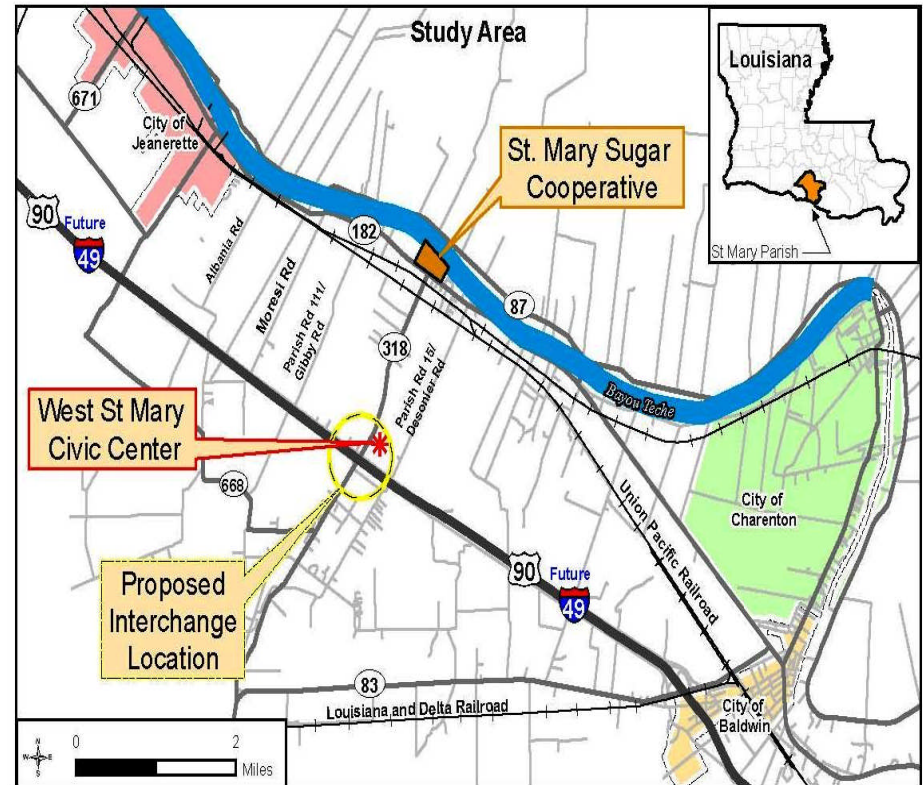 Study Area
Louisiana
St Mary Parish
671
City of
Jeanerette
St. Mary Sugar
Cooperative
90
Future
49
182
Albania Rd
Moresi Rd
Parish Rd 111/
Gibby Rd
87
318
Parish Rd 15/
Desonier Rd
Bayou Teche
West St Mary
Civic Center
668
Union Pacific Railroad
City of
Charenton
Proposed
Interchange
Location
90
Future
49
83
Louisiana and Delta Railroad
City of
Baldwin
N
W
E
S
0
2
Miles